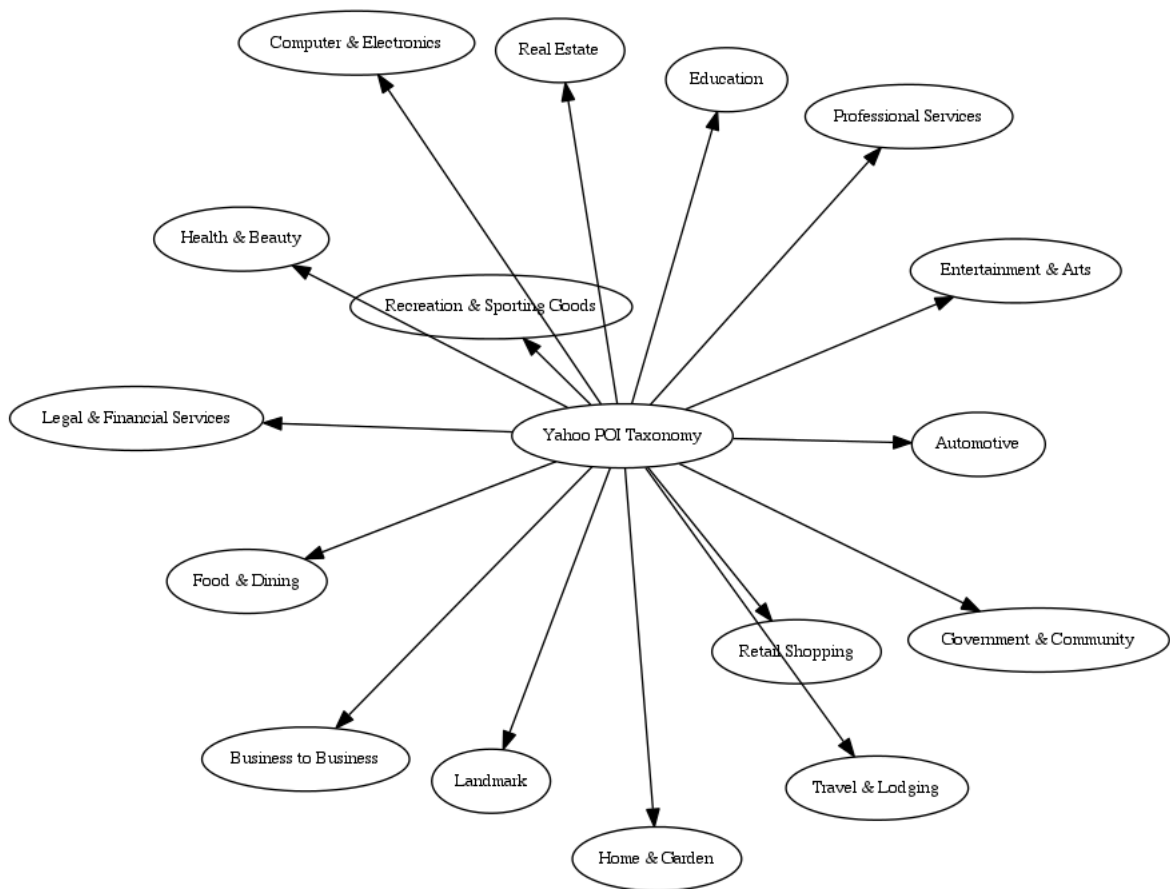 Computer & Electronics
Real Estate
Education
Professional Services
Health & Beauty
Entertainment & Arts
Recreation & Sporting Goods
Legal & Financial Services
Yahoo POI Taxonomy
Automotive
Food & Dining
Government & Community
Retail Shopping
Business to Business
Landmark
Travel & Lodging
Home & Garden